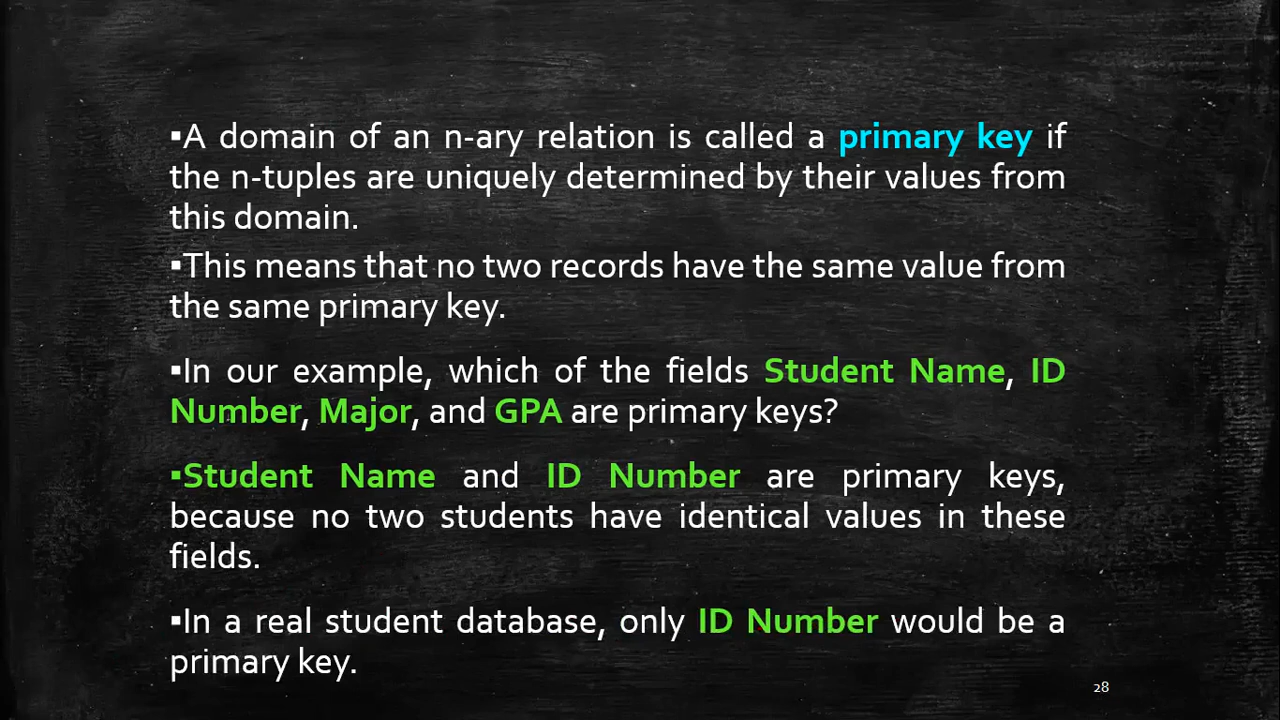 ▪A domain of an n-ary relation is called a primary key if
the n-tuples are uniquely determined by their values from
this domain.
▪This means that no two records have the same value from
the same primary key.
▪In our example, which of the fields Student Name, ID
Number, Major, and GPA are primary keys?
▪Student Name and ID Number are primary keys,
because no two students have identical values in these
fields.
▪In a real student database, only ID Number would be a
primary key.
28